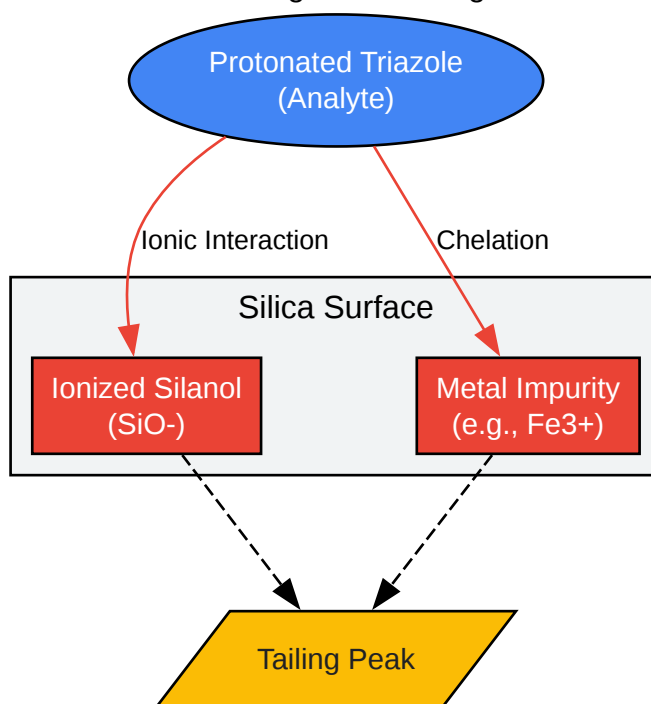 Protonated Triazole
(Analyte)
Ionic Interaction
Chelation
Silica Surface
Ionized Silanol
(SiO-)
Metal Impurity
(e.g., Fe3+)
Tailing Peak